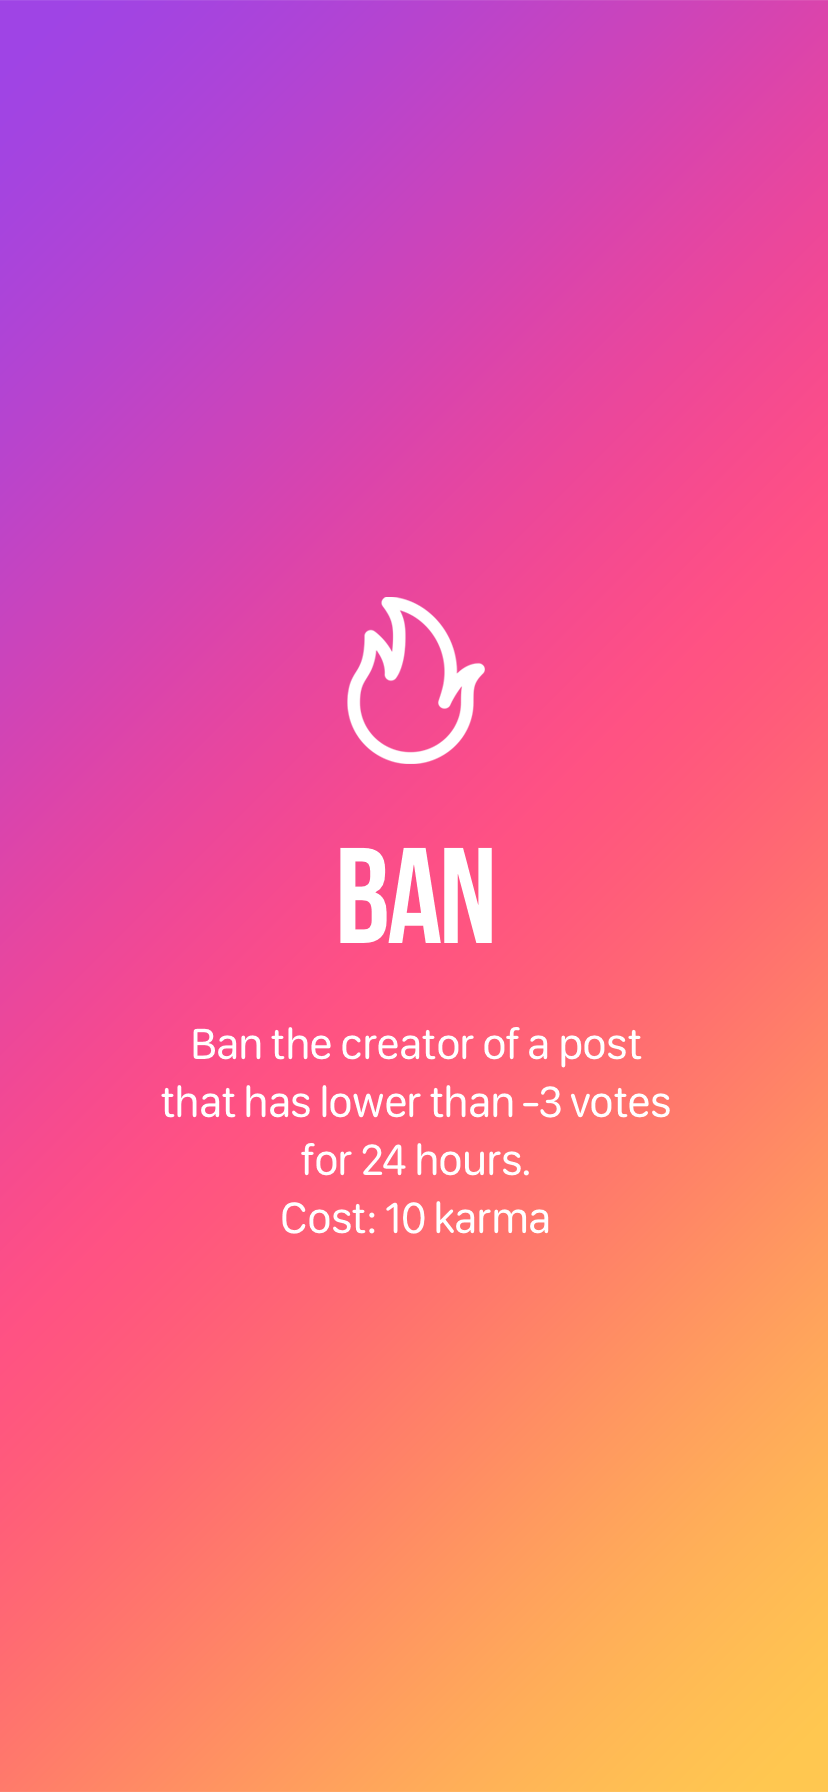 BAN
Ban the creator of a post
that has lower than -3 votes
for 24 hours.
Cost: 10 karma